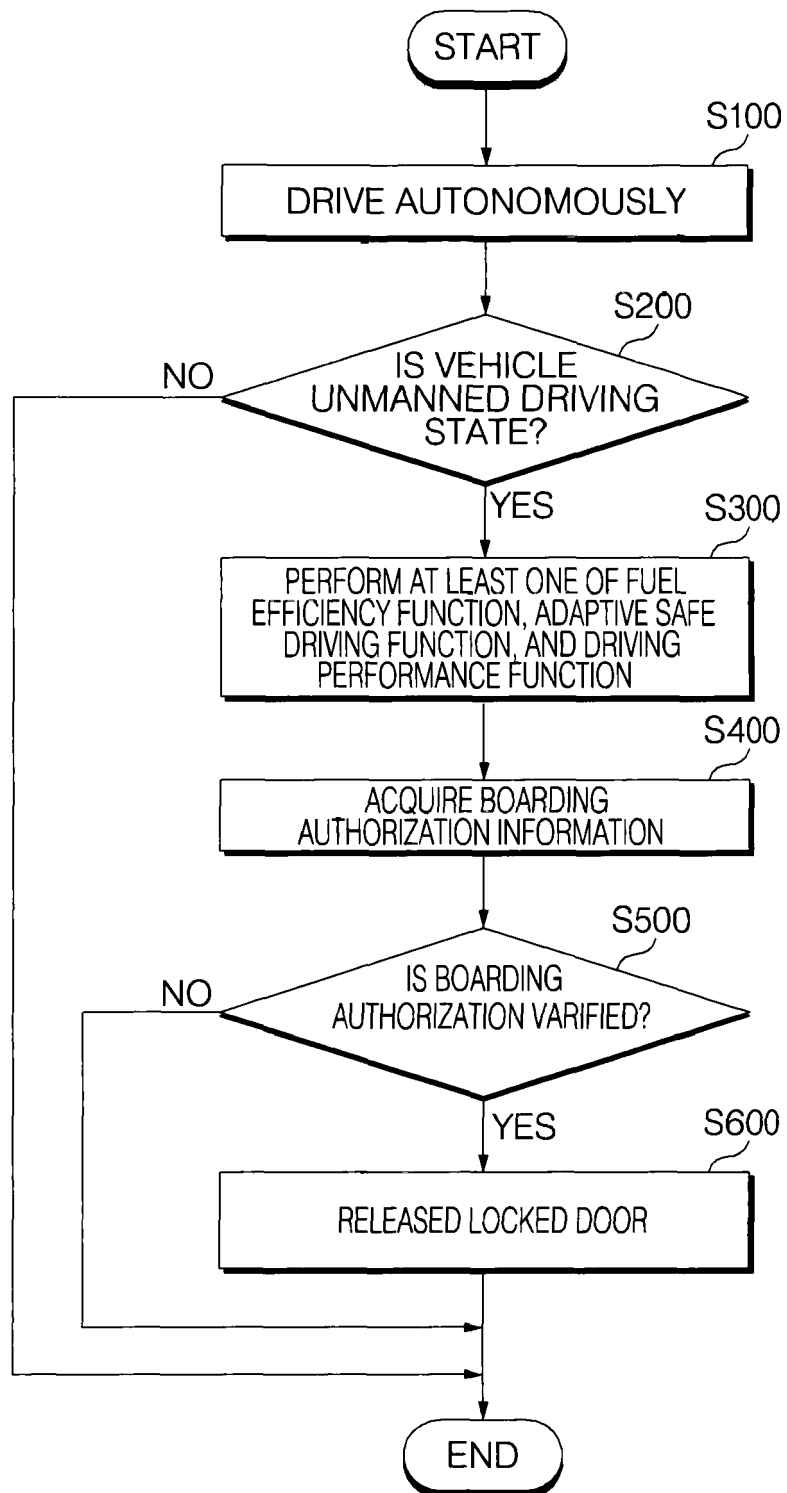 START
S100
DRIVE AUTONOMOUSLY
S200
IS VEHICLE
UNMANNED DRIVING
STATE?
NO
YES
S300
PERFORM AT LEAST ONE OF FUEL
EFFICIENCY FUNCTION, ADAPTIVE SAFE
DRIVING FUNCTION, AND DRIVING
PERFORMANCE FUNCTION
S400
ACQUIRE BOARDING
AUTHORIZATION INFORMATION
S500
IS BOARDING
AUTHORIZATION VARIFIED?
NO
YES
S600
RELEASED LOCKED DOOR
END